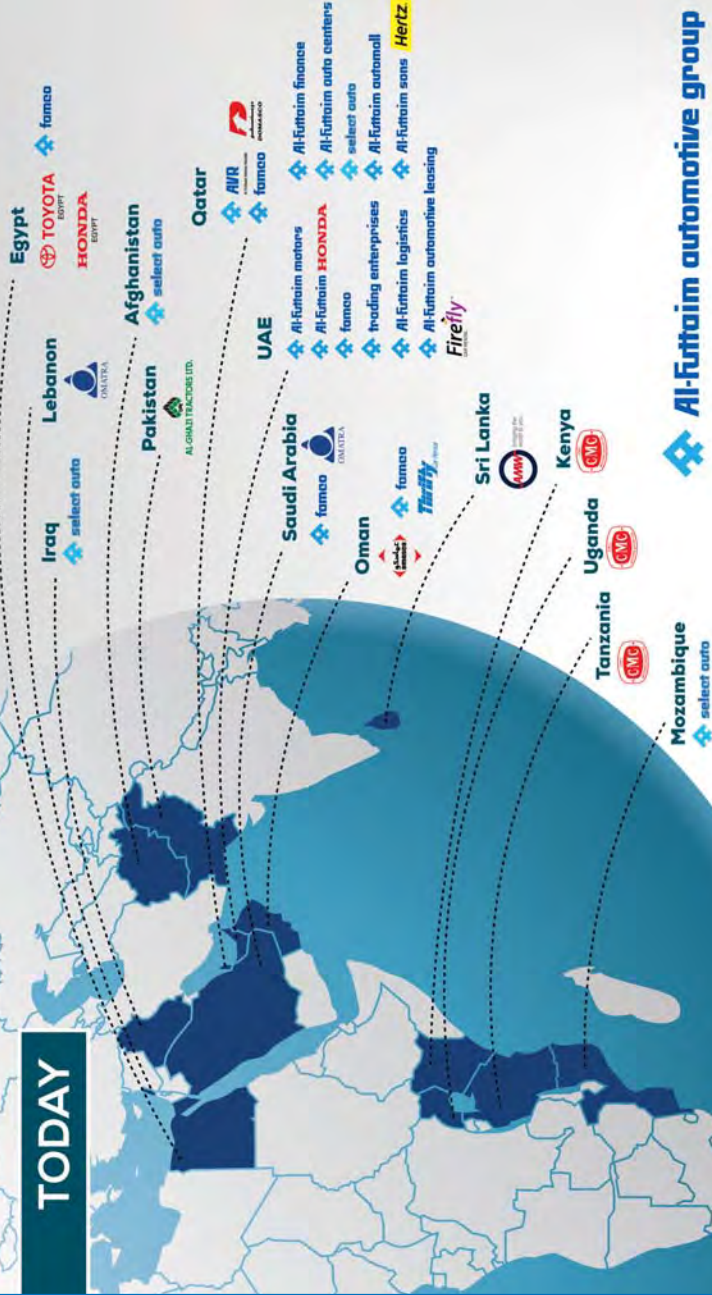 TODAY
Egypt
TOYOTA
EGYPT
famco
HONDA
EGYPT
Lebanon
OMATRA
Iraq
select auto
Afghanistan
select auto
Pakistan
AL-GHAZI TRACTORS LTD.
Qatar
AVR
famco
DOMASCO
UAE
Al-Futtaim motors
Al-Futtaim HONDA
famco
trading enterprises
Al-Futtaim logistics
Al-Futtaim automotive leasing
Firefly
Al-Futtaim finance
Al-Futtaim auto centers
select auto
Al-Futtaim automall
Al-Futtaim sons
Hertz
Saudi Arabia
famco
OMATRA
Oman
famco
Thrifty
Sri Lanka
AMW
Kenya
CMC
Uganda
CMC
Tanzania
CMC
Mozambique
select auto
Al-Futtaim automotive group